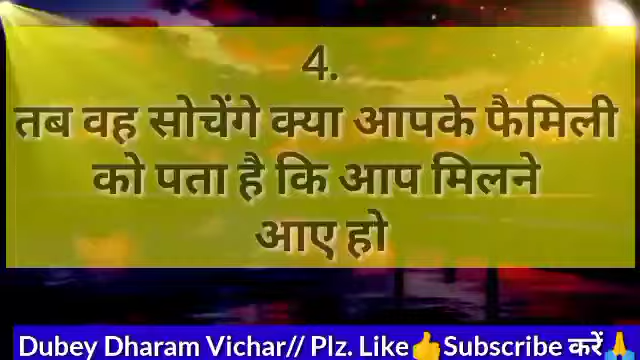 4.
तब वह सोचेंगे क्या आपके फैमिली
को पता है कि आप मिलने
आए हो
Dubey Dharam Vichar// Plz. Like👍Subscribe करें🙏